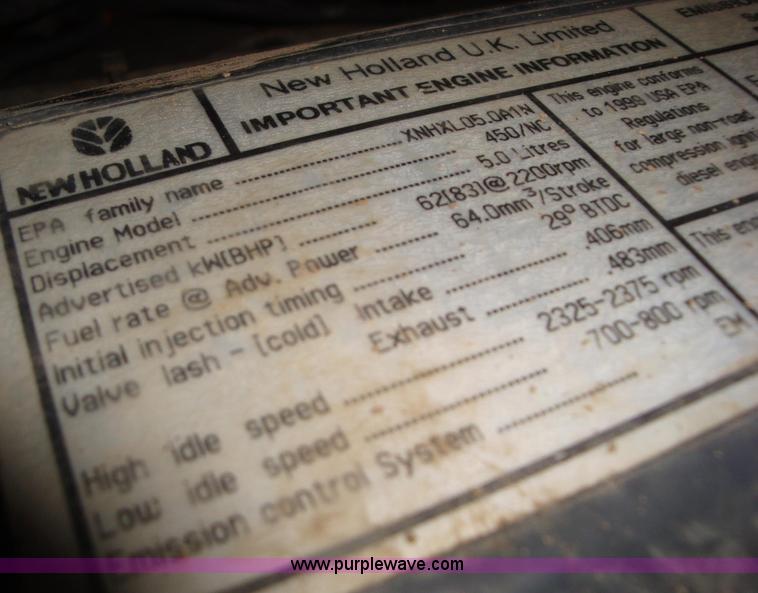 NEW HOLLAND
New Holland U.K. Limited
IMPORTANT ENGINE INFORMATION
EPA family name XNHXL05.0A1N
Engine Model 450/NC
Displacement 5.0 Litres
Advertised kW[BHP] 62[83]@2200rpm
Fuel rate @ Adv. Power 64.0mm³/Stroke
Initial injection timing 29° BTDC
Valve lash - [cold] Intake .406mm
Exhaust .483mm
High idle speed 2325-2375 rpm
Low idle speed 700-800 rpm
Emission control System EM
This engine conforms
to 1999 USA EPA
Regulations
for large non-road
compression
diesel
This
www.purplewave.com